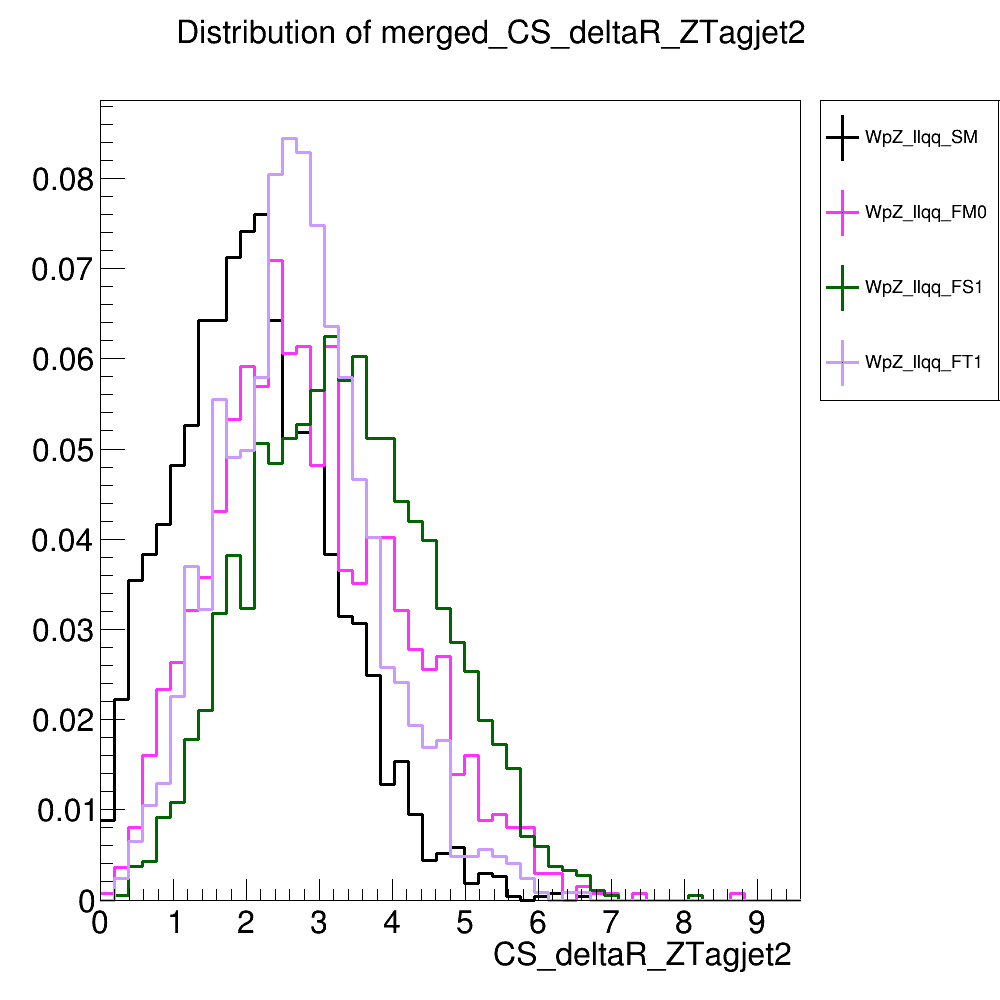 Distribution of merged_CS_deltaR_ZTagjet2
WpZ_llqq_SM
WpZ_llqq_FM0
WpZ_llqq_FS1
WpZ_llqq_FT1
0.08
0.07
0.06
0.05
0.04
0.03
0.02
0.01
0
0 1 2 3 4 5 6 7 8 9
CS_deltaR_ZTagjet2